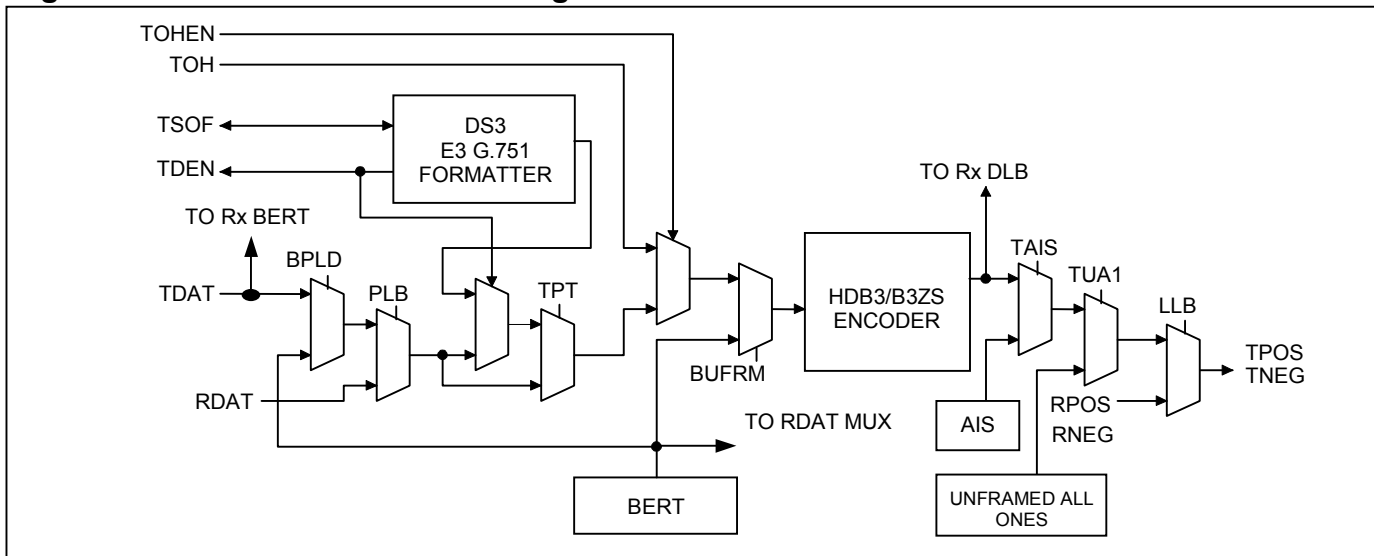 TOHEN
TOH
TSOF
TDEN
DS3
E3 G.751
FORMATTER
TO Rx BERT
TO Rx DLB
BPLD
TDAT
PLB
TPT
HDB3/B3ZS
ENCODER
TAIS
TUA1
LLB
BUFRM
TPOS
TNEG
RDAT
RPOS
RNEG
TO RDAT MUX
AIS
BERT
UNFRAMED ALL
ONES